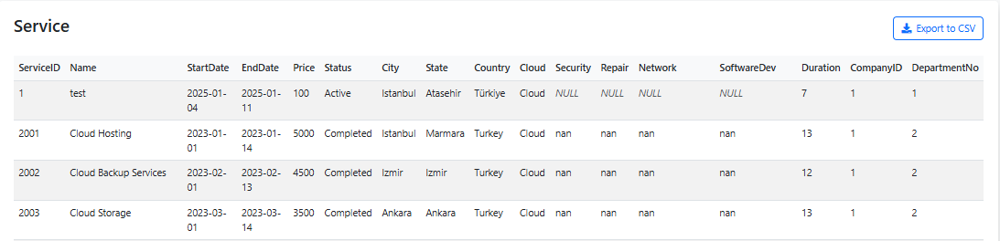 Service
Export to CSV
ServiceID Name StartDate EndDate Price Status City State Country Cloud Security Repair Network SoftwareDev Duration CompanyID DepartmentNo
1 test 2025-01- 2025-01- 100 Active Istanbul Atasehir Türkiye Cloud NULL NULL NULL NULL 7 1 1
04 11
2001 Cloud Hosting 2023-01- 2023-01- 5000 Completed Istanbul Marmara Turkey Cloud nan nan nan nan 13 1 2
01 14
2002 Cloud Backup Services 2023-02- 2023-02- 4500 Completed Izmir Izmir Turkey Cloud nan nan nan nan 12 1 2
01 13
2003 Cloud Storage 2023-03- 2023-03- 3500 Completed Ankara Ankara Turkey Cloud nan nan nan nan 13 1 2
01 14